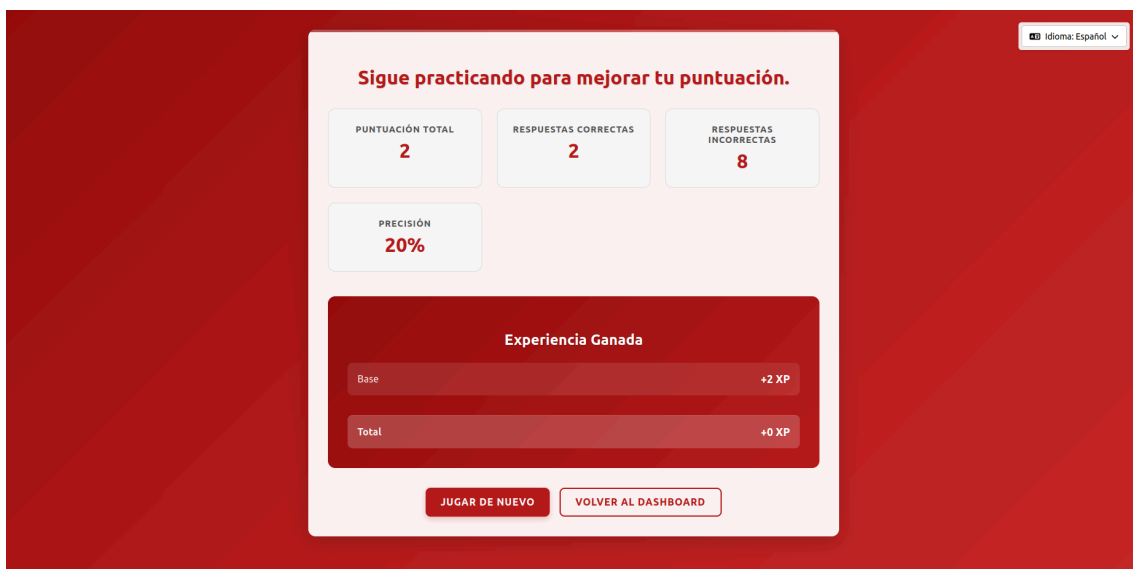 Idioma: Español
Sigue practicando para mejorar tu puntuación.
PUNTUACIÓN TOTAL
2
RESPUESTAS CORRECTAS
2
RESPUESTAS
INCORRECTAS
8
PRECISIÓN
20%
Experiencia Ganada
Base +2 XP
Total +0 XP
JUGAR DE NUEVO VOLVER AL DASHBOARD